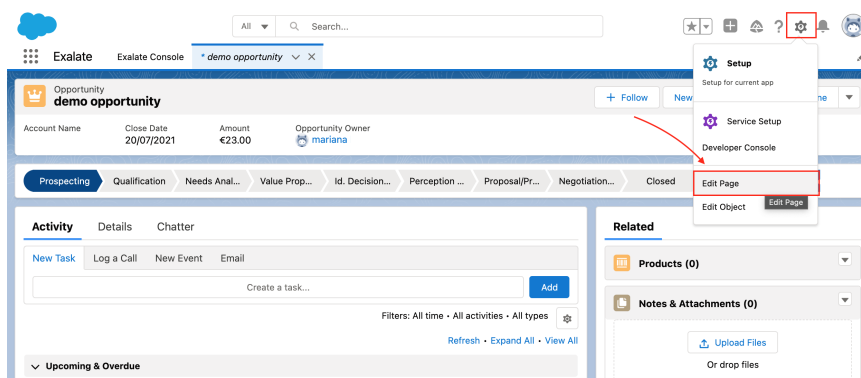 All
Search...
Exalate
Exalate Console
* demo opportunity
Setup
Setup for current app
Opportunity
demo opportunity
+ Follow
New
Service Setup
Account Name
Close Date
20/07/2021
Amount
€23.00
Opportunity Owner
mariana
Developer Console
Prospecting
Qualification
Needs Anal...
Value Prop...
Id. Decision...
Perception ...
Proposal/Pr...
Negotiation...
Closed
Edit Page
Edit Object
Edit Page
Activity
Details
Chatter
Related
New Task
Log a Call
New Event
Email
Create a task...
Add
Products (0)
Filters: All time • All activities • All types
Notes & Attachments (0)
Refresh • Expand All • View All
Upload Files
Or drop files
Upcoming & Overdue